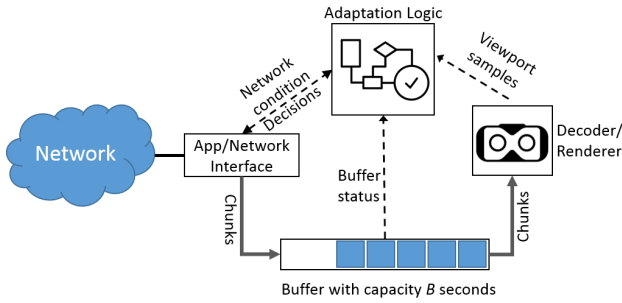 Adaptation Logic
Network
condition
Decisions
Viewport
samples
Network
App/Network
Interface
Decoder/
Renderer
Buffer
status
Chunks
Chunks
Buffer with capacity B seconds